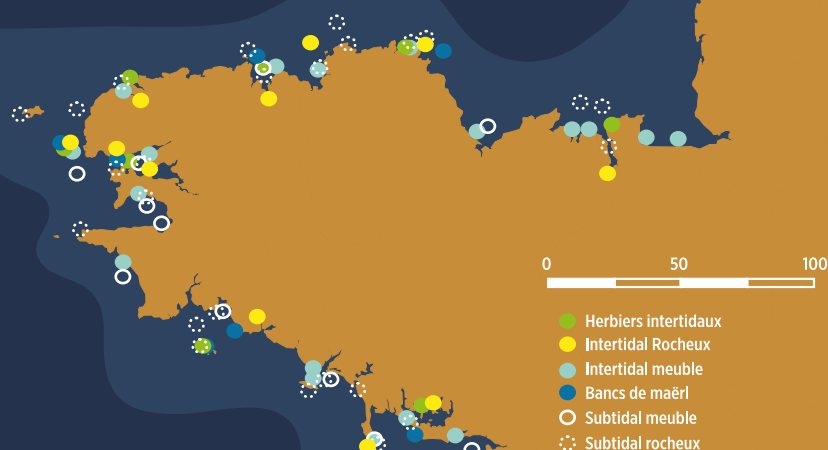 0 50 100
Herbiers intertidaux
Intertidal Rocheux
Intertidal meuble
Bancs de maërl
Subtidal meuble
Subtidal rocheux